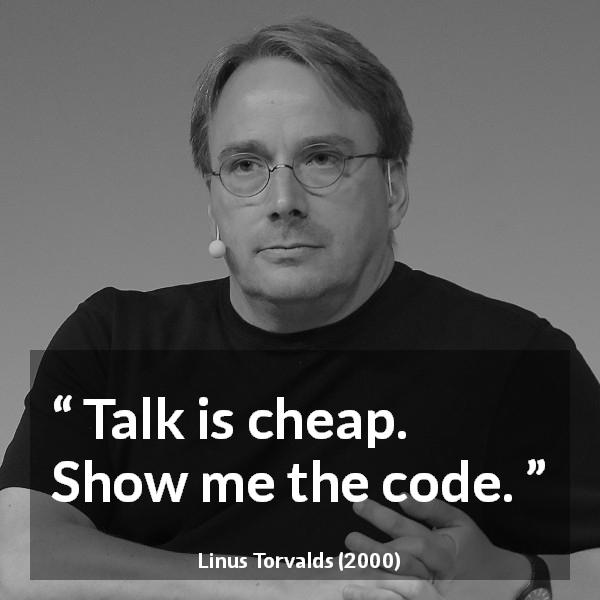 “ Talk is cheap.
Show me the code. ”
Linus Torvalds (2000)